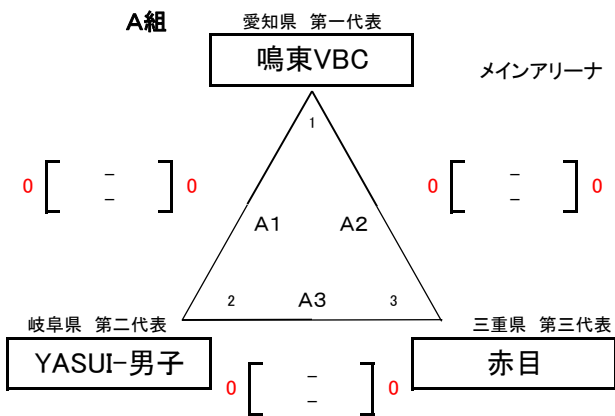 A組
愛知県 第一代表
鳴東VBC
メインアリーナ
1
0 [ − ] 0
−
0 [ − ] 0
−
A1
A2
2
A3
3
岐阜県 第二代表
三重県 第三代表
YASUI-男子
赤目
0 [ − ] 0
−